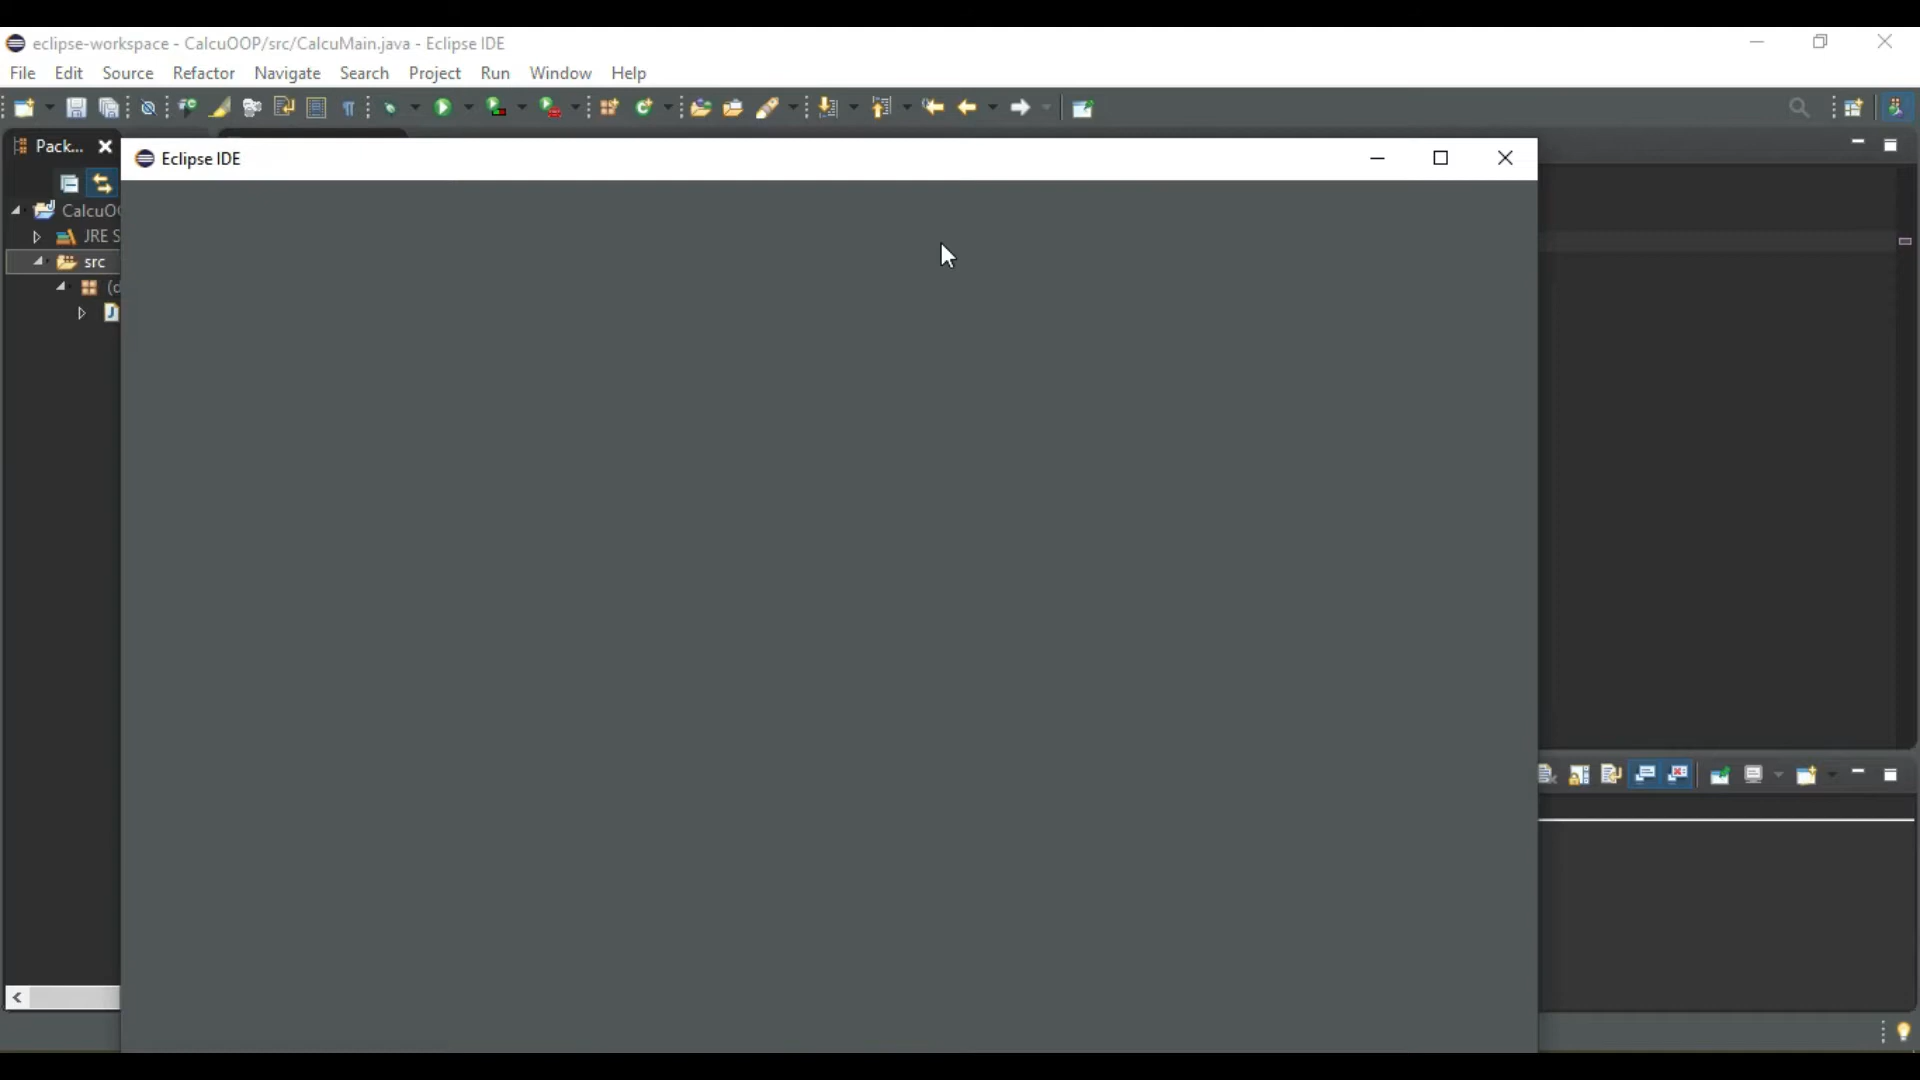 eclipse-workspace - CalcuOOP/src/CalcuMain.java - Eclipse IDE
File Edit Source Refactor Navigate Search Project Run Window Help
Pack...
Eclipse IDE
CalcuO
JRE S
src
(d